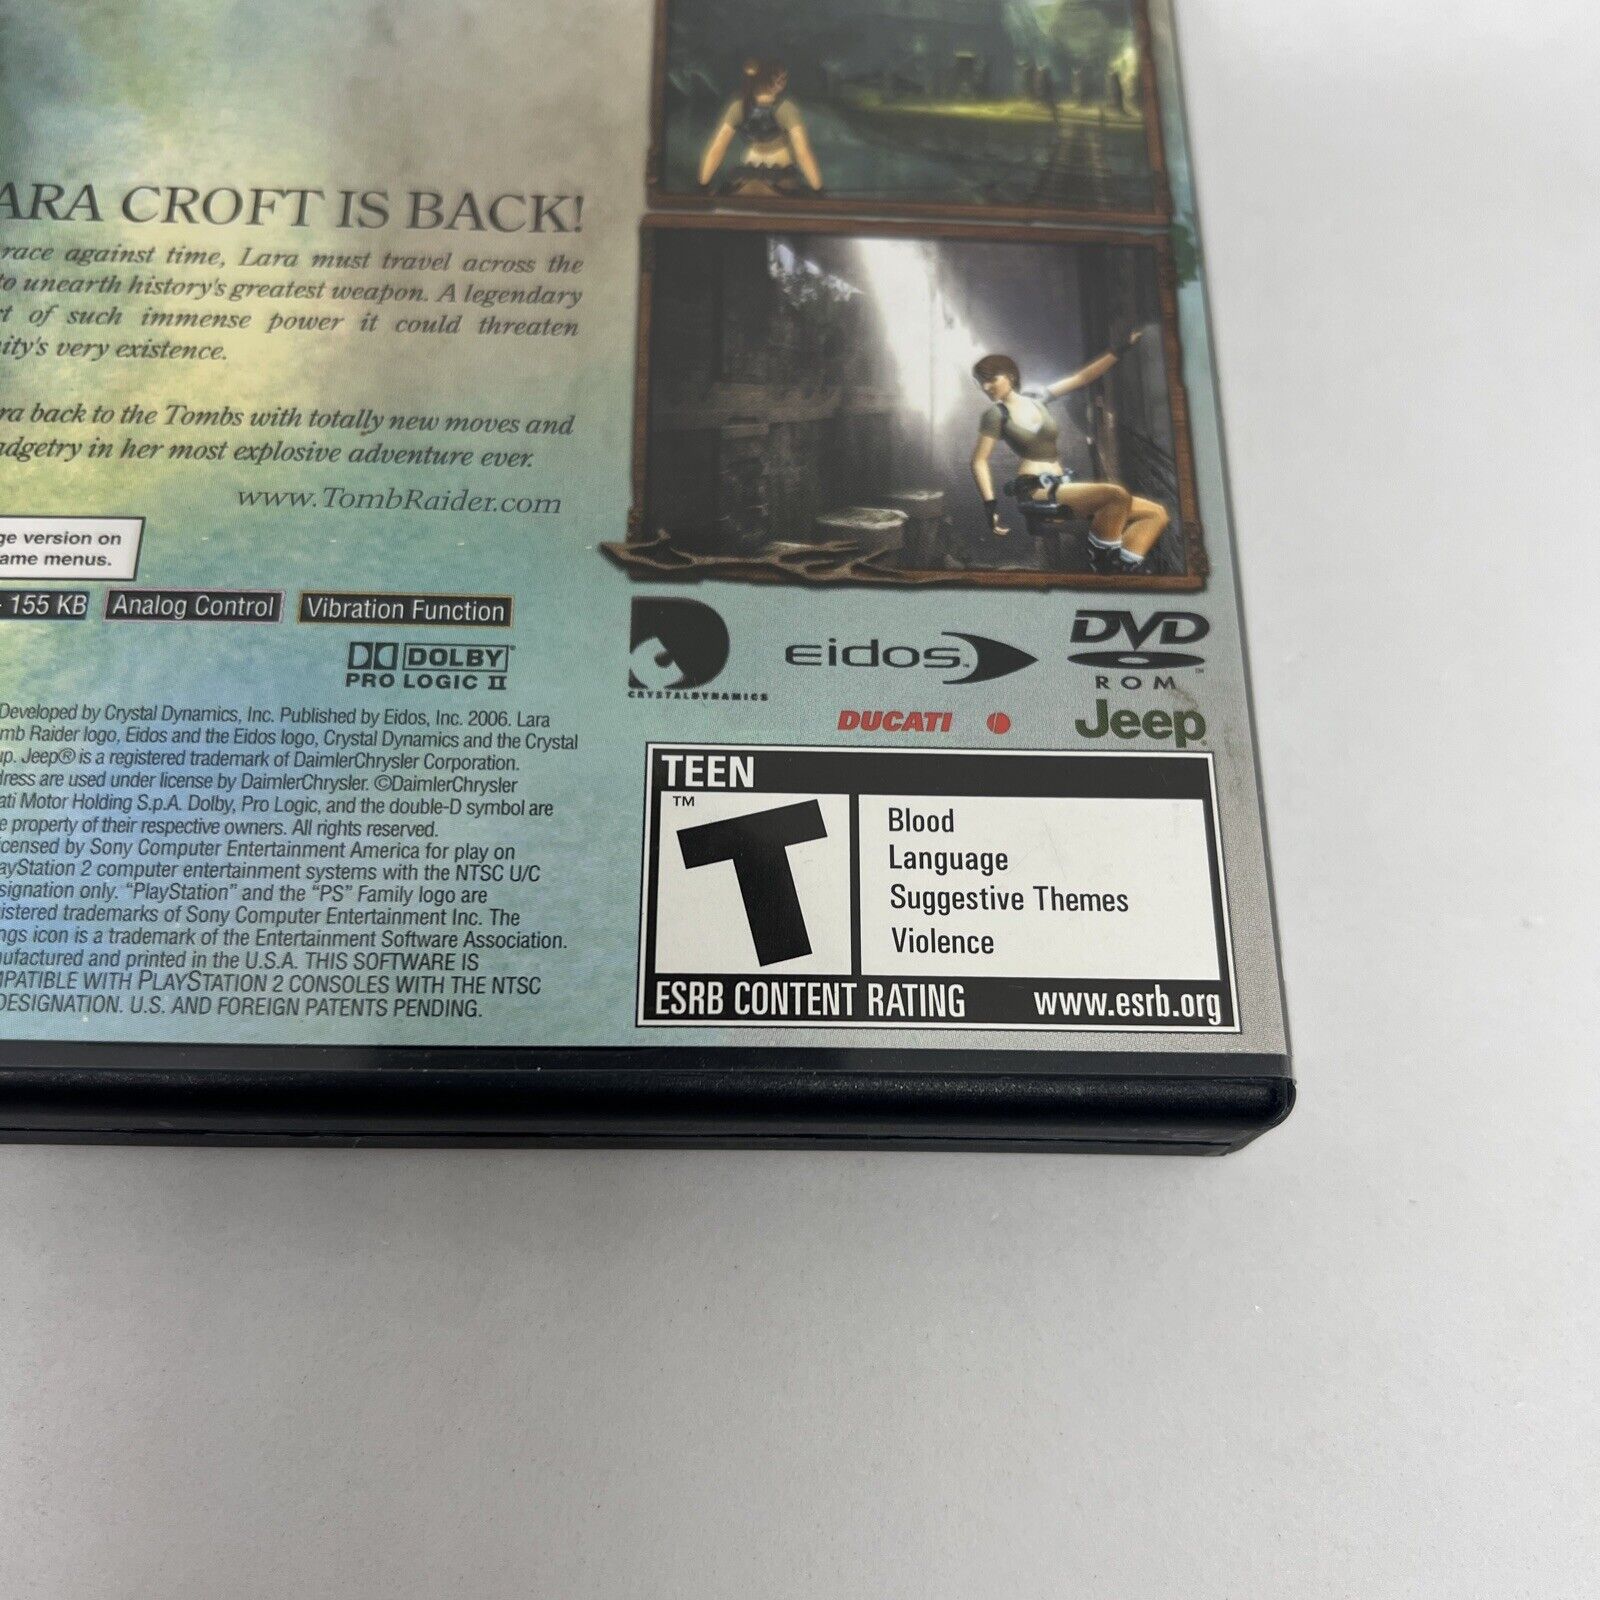 ARA CROFT IS BACK!
race against time, Lara must travel across the
to unearth history's greatest weapon. A legendary
of such immense power it could threaten
ity's very existence.
ra back to the Tombs with totally new moves and
adgetry in her most explosive adventure ever.
www.TombRaider.com
ge version on
ame menus.
- 155 KB Analog Control Vibration Function
DOLBY
PRO LOGIC II
CRYSTAL DYNAMICS
eidos
DVD
ROM
DUCATI
Jeep
Developed by Crystal Dynamics, Inc. Published by Eidos, Inc. 2006. Lara
mb Raider logo, Eidos and the Eidos logo, Crystal Dynamics and the Crystal
up. Jeep® is a registered trademark of DaimlerChrysler Corporation.
dress are used under license by DaimlerChrysler. ©DaimlerChrysler
ati Motor Holding S.p.A. Dolby, Pro Logic, and the double-D symbol are
e property of their respective owners. All rights reserved.
icensed by Sony Computer Entertainment America for play on
ayStation 2 computer entertainment systems with the NTSC U/C
signation only. "PlayStation" and the "PS" Family logo are
istered trademarks of Sony Computer Entertainment Inc. The
ngs icon is a trademark of the Entertainment Software Association.
ufactured and printed in the U.S.A. THIS SOFTWARE IS
MPATIBLE WITH PLAYSTATION 2 CONSOLES WITH THE NTSC
DESIGNATION. U.S. AND FOREIGN PATENTS PENDING.
TEEN
T™
Blood
Language
Suggestive Themes
Violence
ESRB CONTENT RATING www.esrb.org